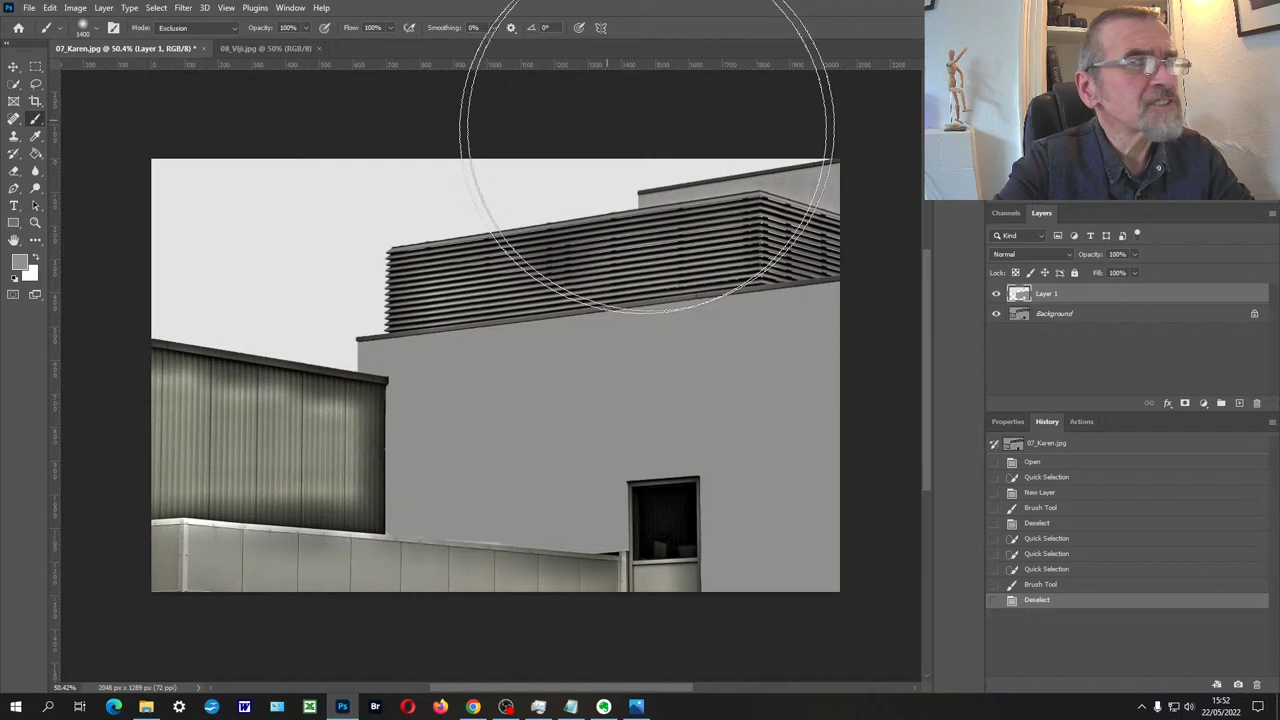 File Edit Image Layer Type Select Filter 3D View Plugins Window Help
1400 Mode: Exclusion Opacity: 100% Flow: 100% Smoothing: 0% 0°
07_Karen.jpg @ 50.4% (Layer 1, RGB/8) * × 08_Viji.jpg @ 50% (RGB/8) ×
Channels Layers
Kind
Normal Opacity: 100%
Lock: Fill: 100%
Layer 1
Background
Properties History Actions
07_Karen.jpg
Open
Quick Selection
New Layer
Brush Tool
Deselect
Quick Selection
Quick Selection
Quick Selection
Brush Tool
Deselect
50.42% 2048 px x 1289 px (72 ppi)
15:52
22/05/2022